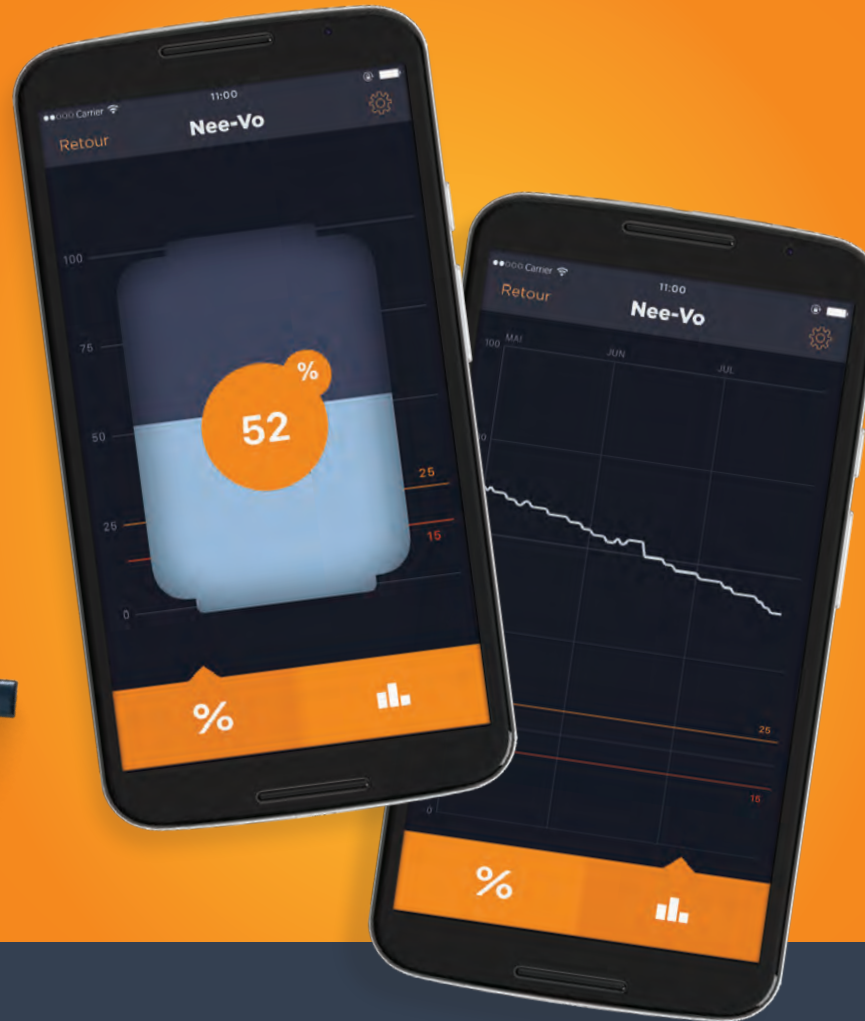 ●●○○○ Carrier
11:00
Retour
Nee-Vo
100
75
50
25
0
52
%
25
15
%
●●○○○ Carrier
11:00
Retour
Nee-Vo
100
MAI
JUN
JUL
25
15
0
%